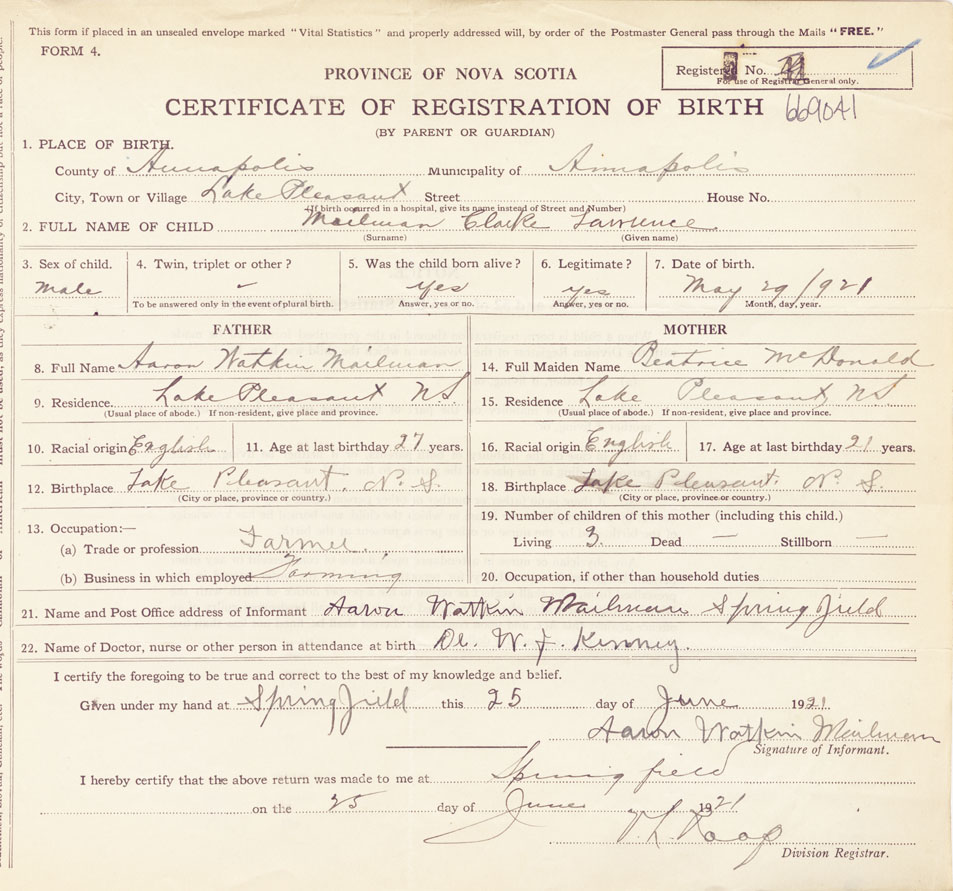 This form if placed in an unsealed envelope marked "Vital Statistics" and properly addressed will, by order of the Postmaster General pass through the Mails "FREE."
FORM 4.
Registered No.
For use of Registrar General only.
PROVINCE OF NOVA SCOTIA
CERTIFICATE OF REGISTRATION OF BIRTH 669041
(BY PARENT OR GUARDIAN)
1. PLACE OF BIRTH.
County of Annapolis Municipality of Annapolis
City, Town or Village Lake Pleasant Street House No.
(If birth occurred in a hospital, give its name instead of Street and Number)
2. FULL NAME OF CHILD Mailman Clarke Lawrence
(Surname) (Given name)
3. Sex of child. 4. Twin, triplet or other? 5. Was the child born alive? 6. Legitimate? 7. Date of birth.
Male - yes yes May 29/1921
To be answered only in the event of plural birth. Answer, yes or no. Answer, yes or no. Month, day, year.
FATHER
8. Full Name Aaron Watkin Mailman
9. Residence. Lake Pleasant NS
(Usual place of abode.) If non-resident, give place and province.
10. Racial origin English 11. Age at last birthday 27 years.
12. Birthplace Lake Pleasant, N. S.
(City or place, province or country.)
13. Occupation:—
(a) Trade or profession Farmer
(b) Business in which employed Farming
MOTHER
14. Full Maiden Name Beatrice McDonald
15. Residence Lake Pleasant, NS
(Usual place of abode.) If non-resident, give place and province.
16. Racial origin English 17. Age at last birthday 21 years.
18. Birthplace Lake Pleasant. N. S.
(City or place, province or country.)
19. Number of children of this mother (including this child.)
Living 3. Dead — Stillborn —
20. Occupation, if other than household duties
21. Name and Post Office address of Informant Aaron Watkin Mailman Springfield
22. Name of Doctor, nurse or other person in attendance at birth Dr. W. F. Kenney.
I certify the foregoing to be true and correct to the best of my knowledge and belief.
Given under my hand at Springfield this 25 day of June 1921
Aaron Watkin Mailman
Signature of Informant.
I hereby certify that the above return was made to me at Springfield
on the 25 day of June 1921
Division Registrar.